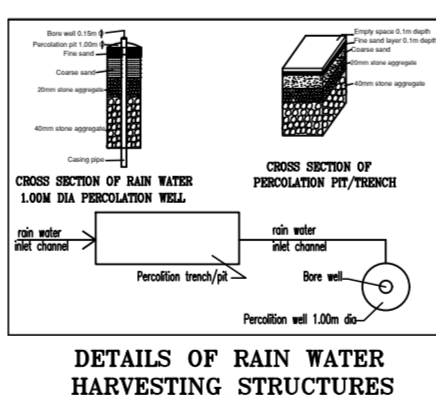 Bore well 0.15m ϕ
Percolation pit 1.00m ϕ
Fine sand
Coarse sand
20mm stone aggregate
40mm stone aggregate
Casing pipe
CROSS SECTION OF RAIN WATER
1.00M DIA PERCOLATION WELL
Empty space 0.1m depth
Fine sand layer 0.1m depth
Coarse sand
20mm stone aggregate
40mm stone aggregate
CROSS SECTION OF
PERCOLATION PIT/TRENCH
rain water
inlet channel
Percolition trench/pit
rain water
inlet channel
Bore well
Percolition well 1.00m dia
DETAILS OF RAIN WATER
HARVESTING STRUCTURES